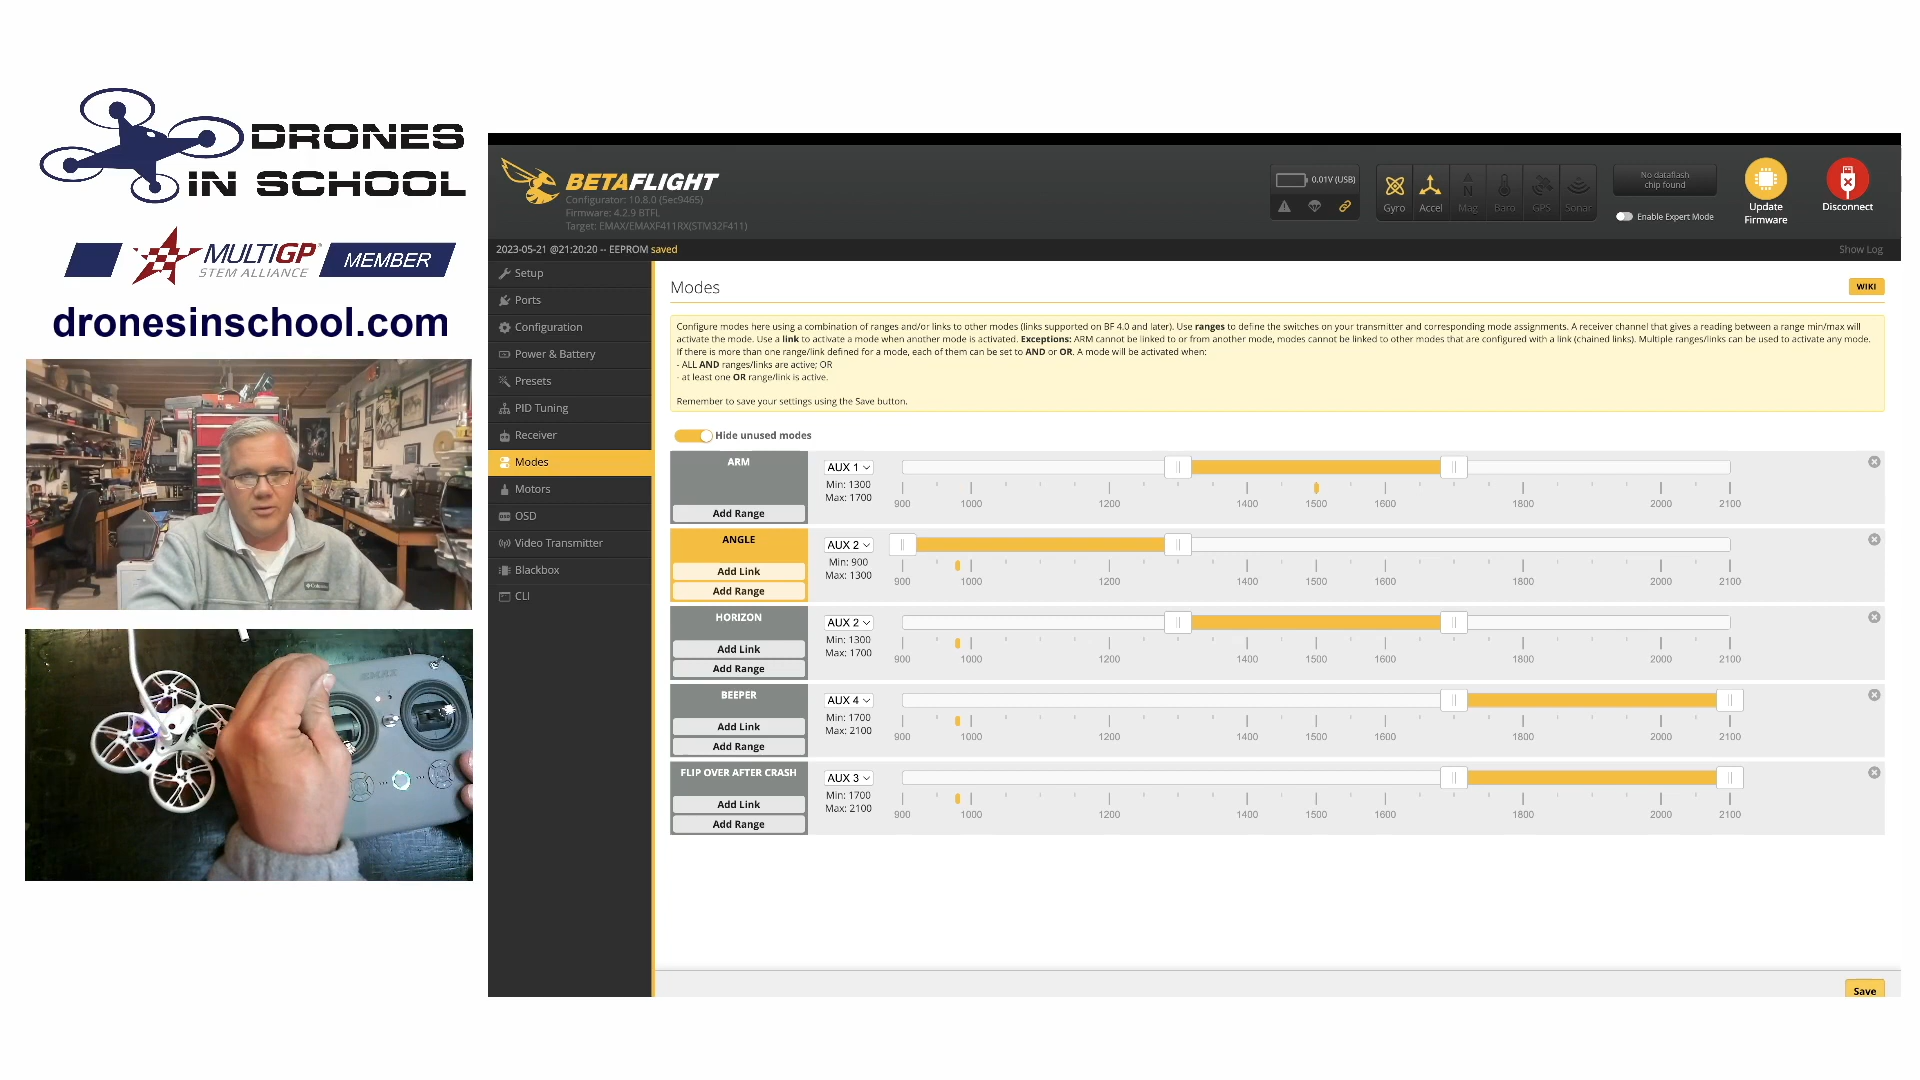 DRONES
IN SCHOOL
MULTIGP
STEM ALLIANCE
MEMBER
dronesinschool.com
EMAX
BETAFLIGHT
Configurator: 10.8.0 (5ec9465)
Firmware: 4.2.9 BTFL
Target: EMAX/EMAXF411RX(STM32F411)
0.01V (USB)
Gyro
Accel
Mag
Baro
GPS
Sonar
No dataflash
chip found
Enable Expert Mode
Update
Firmware
Disconnect
2023-05-21 @21:20:20 -- EEPROM saved
Show Log
Setup
Ports
Configuration
Power & Battery
Presets
PID Tuning
Receiver
Modes
Motors
OSD
Video Transmitter
Blackbox
CLI
Modes
WIKI
Configure modes here using a combination of ranges and/or links to other modes (links supported on BF 4.0 and later). Use ranges to define the switches on your transmitter and corresponding mode assignments. A receiver channel that gives a reading between a range min/max will
activate the mode. Use a link to activate a mode when another mode is activated. Exceptions: ARM cannot be linked to or from another mode, modes cannot be linked to other modes that are configured with a link (chained links). Multiple ranges/links can be used to activate any mode.
If there is more than one range/link defined for a mode, each of them can be set to AND or OR. A mode will be activated when:
- ALL AND ranges/links are active; OR
- at least one OR range/link is active.
Remember to save your settings using the Save button.
Hide unused modes
ARM
Add Range
AUX 1
Min: 1300
Max: 1700
900 1000 1200 1400 1500 1600 1800 2000 2100
ANGLE
Add Link
Add Range
AUX 2
Min: 900
Max: 1300
900 1000 1200 1400 1500 1600 1800 2000 2100
HORIZON
Add Link
Add Range
AUX 2
Min: 1300
Max: 1700
900 1000 1200 1400 1500 1600 1800 2000 2100
BEEPER
Add Link
Add Range
AUX 4
Min: 1700
Max: 2100
900 1000 1200 1400 1500 1600 1800 2000 2100
FLIP OVER AFTER CRASH
Add Link
Add Range
AUX 3
Min: 1700
Max: 2100
900 1000 1200 1400 1500 1600 1800 2000 2100
Save